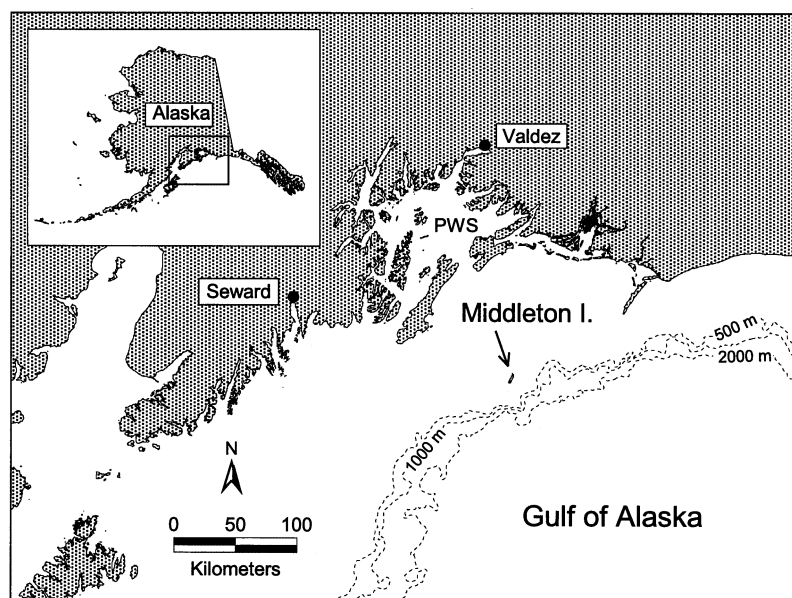 Alaska
Valdez
PWS
Seward
Middleton I.
500 m
2000 m
1000 m
N
0 50 100
Kilometers
Gulf of Alaska